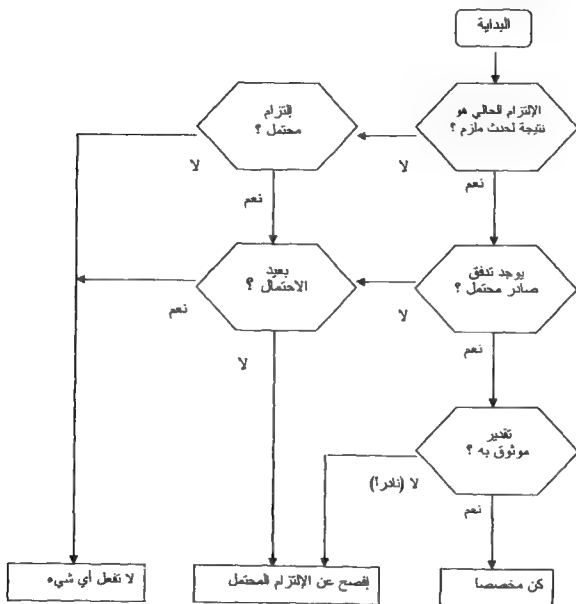 البداية
الإلتزام الحالي هو
نتيجة لحدث ملزم ؟
إلتزام
محتمل ؟
لا
لا
نعم
نعم
يوجد تدفق
صادر محتمل ؟
بعيد
الاحتمال ؟
لا
نعم
نعم
لا
تقدير
موثوق به ؟
لا (نادرا)
نعم
كن مخصصا
إفصح عن الإلتزام المحتمل
لا تفعل أي شيء